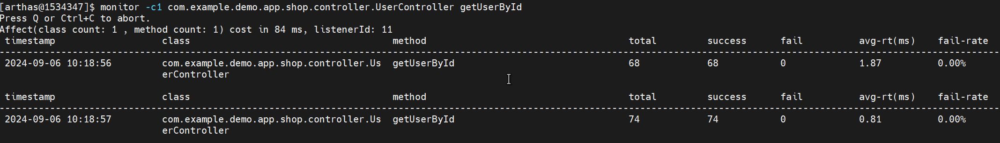 [arthas@1534347]$ monitor -c1 com.example.demo.app.shop.controller.UserController getUserById
Press Q or Ctrl+C to abort.
Affect(class count: 1 , method count: 1) cost in 84 ms, listenerId: 11
timestamp class method total success fail avg-rt(ms) fail-rate
-----------------------------------------------------------------------------------------------
2024-09-06 10:18:56 com.example.demo.app.shop.controller.Us getUserById 68 68 0 1.87 0.00%
erController
timestamp class method total success fail avg-rt(ms) fail-rate
-----------------------------------------------------------------------------------------------
2024-09-06 10:18:57 com.example.demo.app.shop.controller.Us getUserById 74 74 0 0.81 0.00%
erController